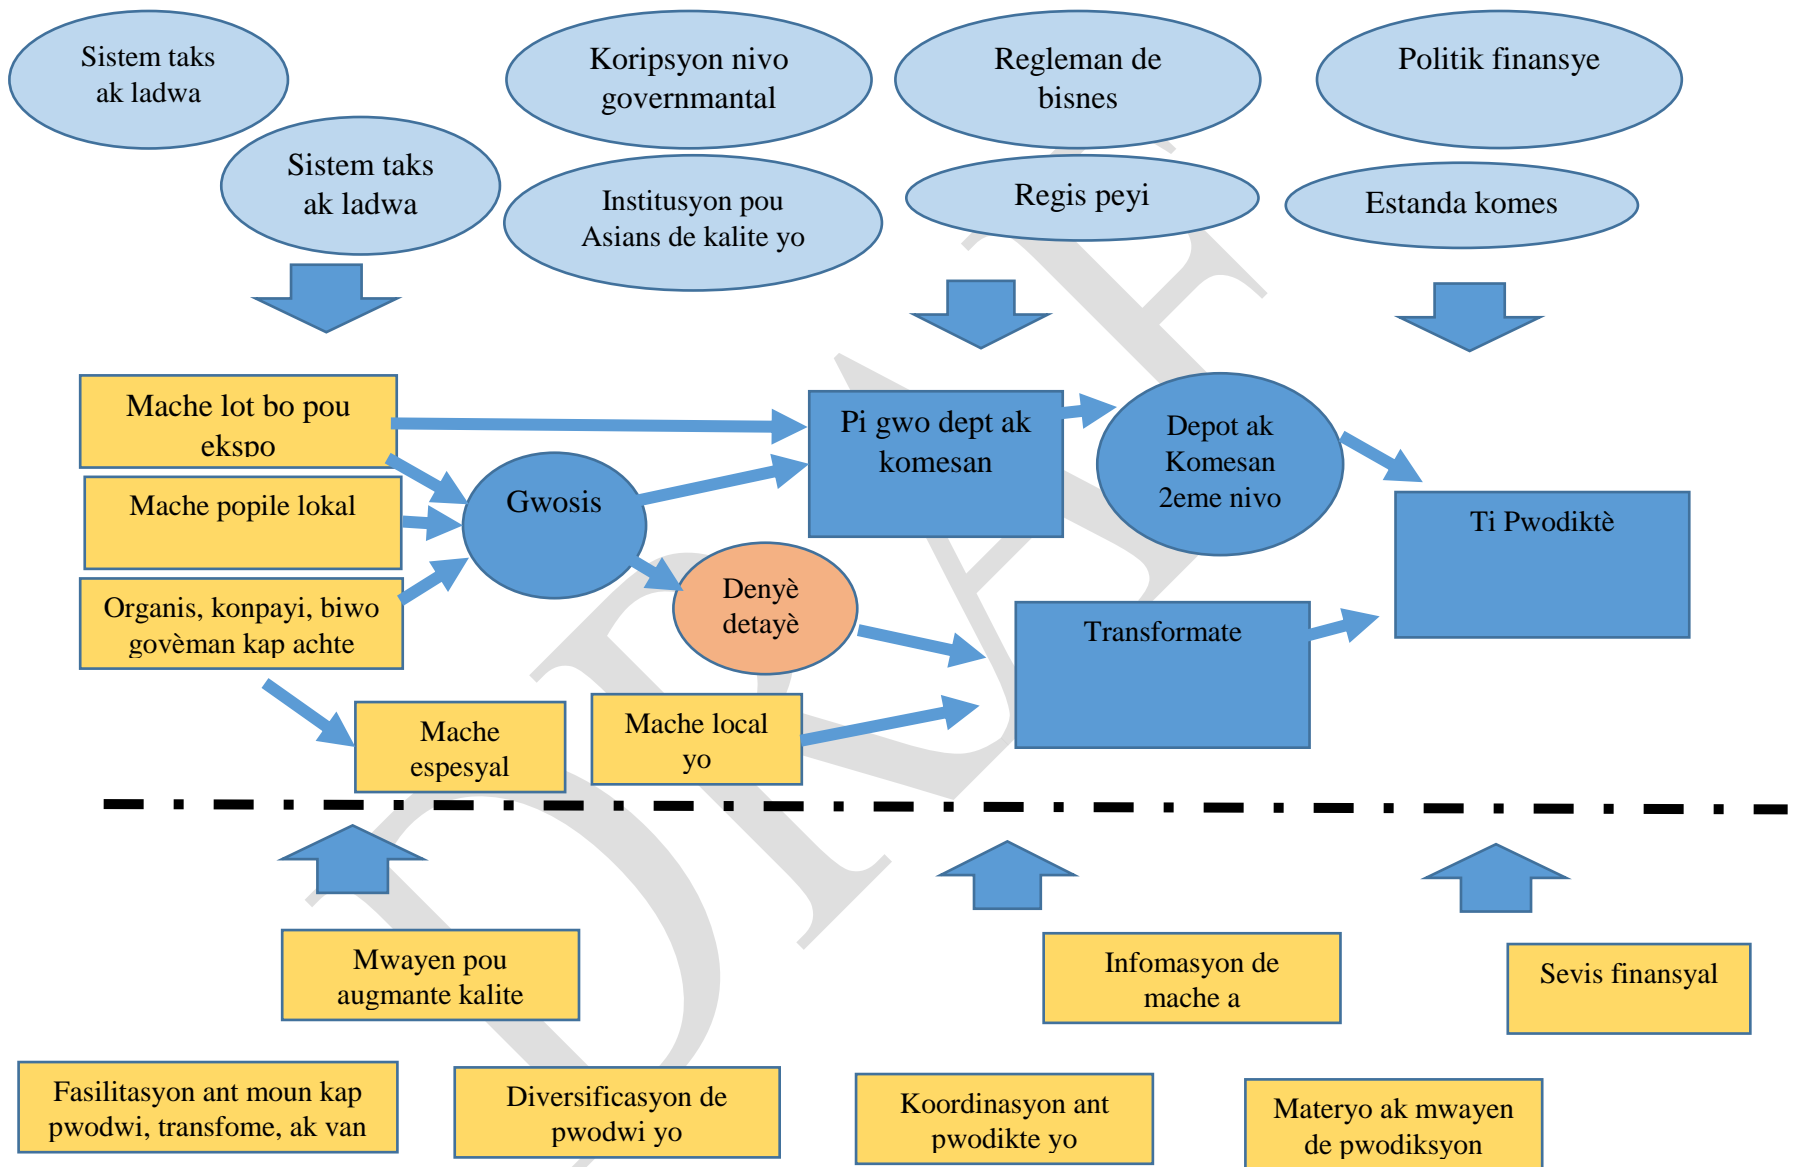 Sistem taks
ak ladwa
Koripsyon nivo
governmantal
Regleman de
bisnes
Politik finansye
Sistem taks
ak ladwa
Institusyon pou
Asians de kalite yo
Regis peyi
Estanda komes
Mache lot bo pou
ekspo
Pi gwo dept ak
komesan
Depot ak
Komesan
2eme nivo
Mache popile lokal
Gwosis
Ti Pwodiktè
Organis, konpayi, biwo
govèman kap achte
Denyè
detayè
Transformate
Mache
espesyal
Mache local
yo
Mwayen pou
augmante kalite
Infomasyon de
mache a
Sevis finansyal
Fasilitasyon ant moun kap
pwodwi, transfome, ak van
Diversificasyon de
pwodwi yo
Koordinasyon ant
pwodikte yo
Materyo ak mwayen
de pwodiksyon
DRAF